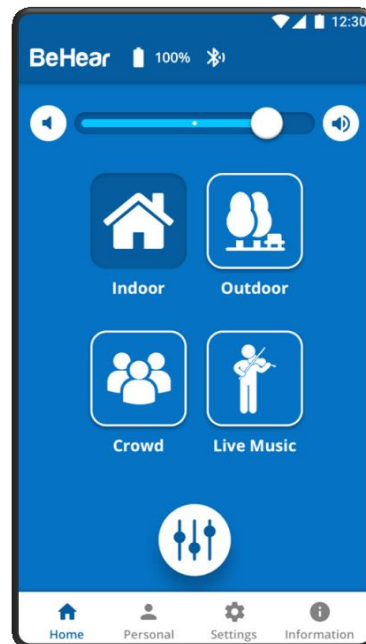 12:30
BeHear 100%
Indoor Outdoor
Crowd Live Music
Home Personal Settings Information